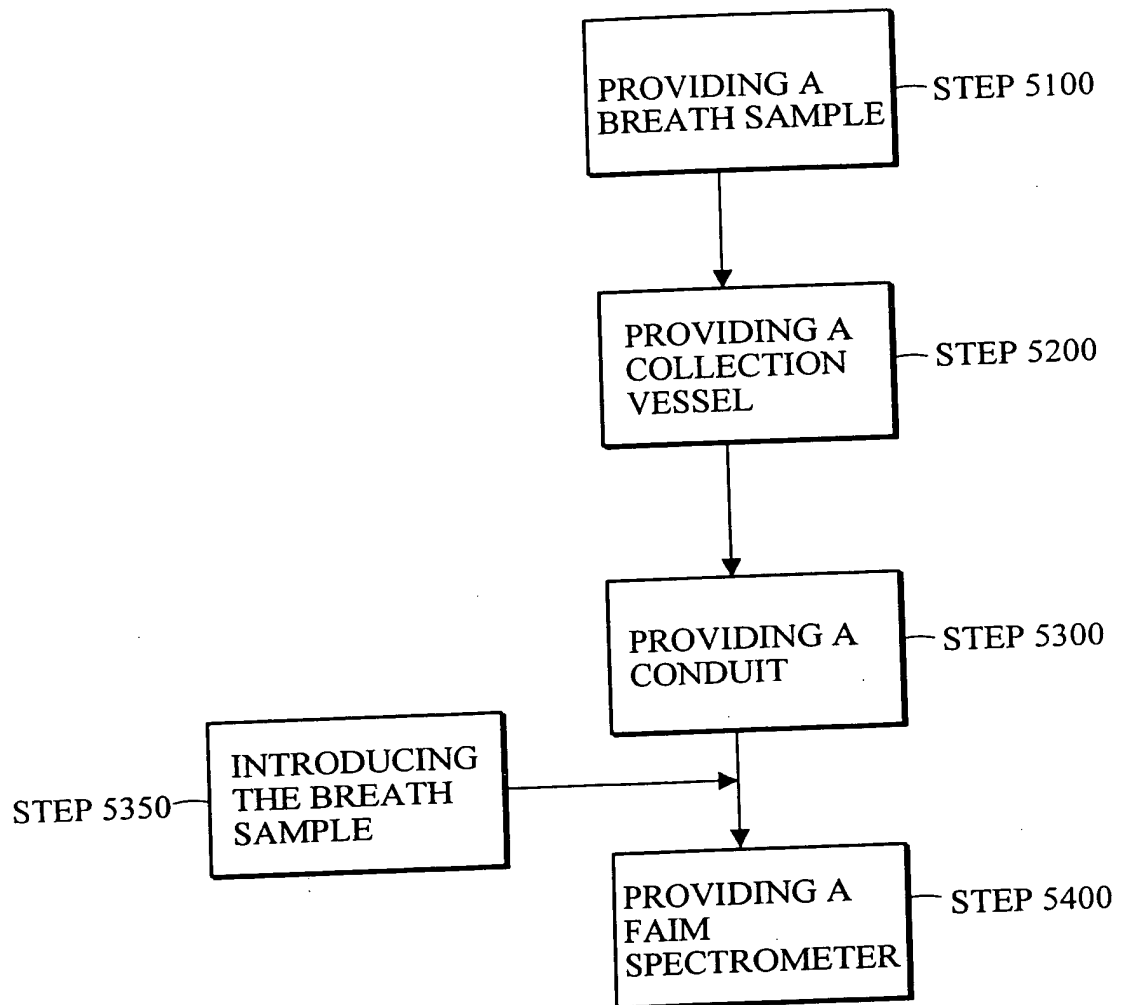 PROVIDING A
BREATH SAMPLE
STEP 5100
PROVIDING A
COLLECTION
VESSEL
STEP 5200
PROVIDING A
CONDUIT
STEP 5300
INTRODUCING
THE BREATH
SAMPLE
STEP 5350
PROVIDING A
FAIM
SPECTROMETER
STEP 5400